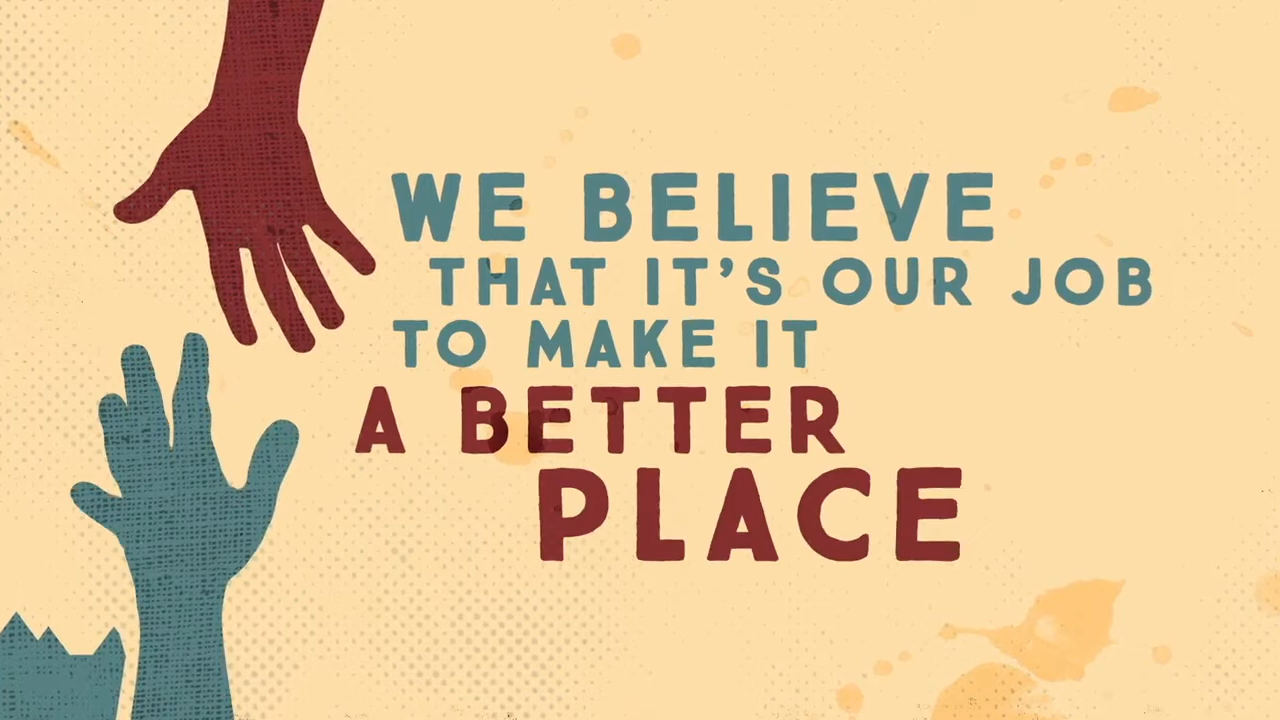 WE BELIEVE
THAT IT’S OUR JOB
TO MAKE IT
A BETTER
PLACE